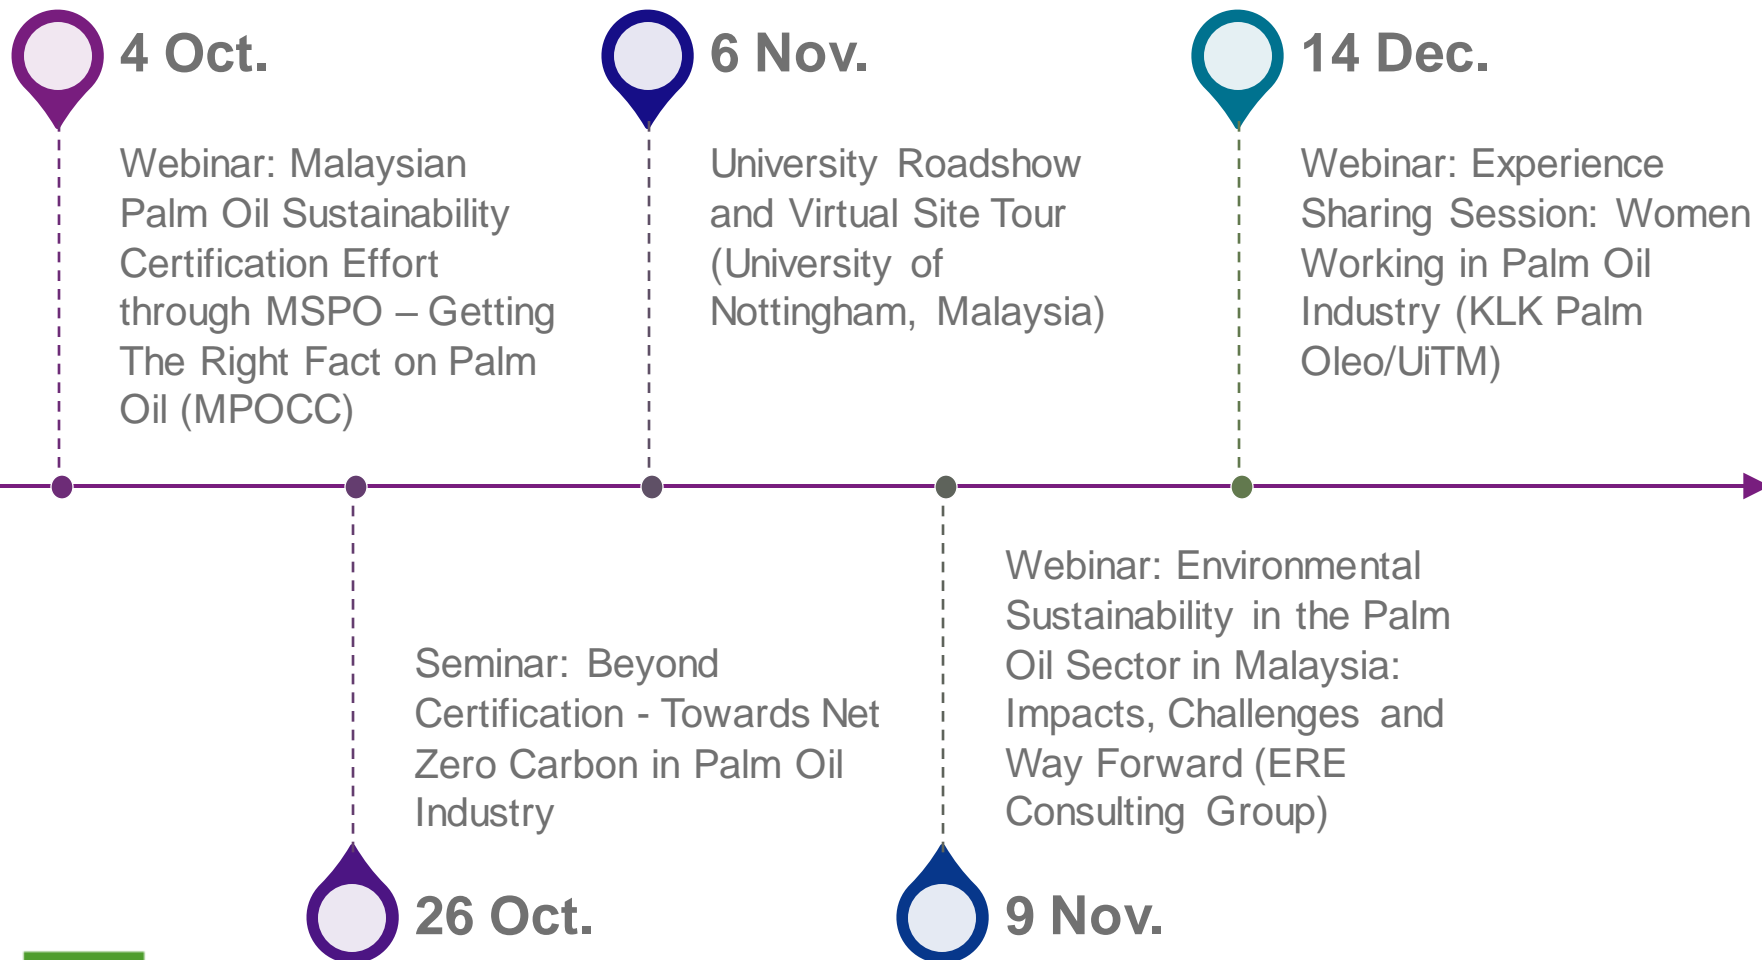 4 Oct.
Webinar: Malaysian
Palm Oil Sustainability
Certification Effort
through MSPO – Getting
The Right Fact on Palm
Oil (MPOCC)
6 Nov.
University Roadshow
and Virtual Site Tour
(University of
Nottingham, Malaysia)
14 Dec.
Webinar: Experience
Sharing Session: Women
Working in Palm Oil
Industry (KLK Palm
Oleo/UiTM)
Seminar: Beyond
Certification - Towards Net
Zero Carbon in Palm Oil
Industry
26 Oct.
Webinar: Environmental
Sustainability in the Palm
Oil Sector in Malaysia:
Impacts, Challenges and
Way Forward (ERE
Consulting Group)
9 Nov.